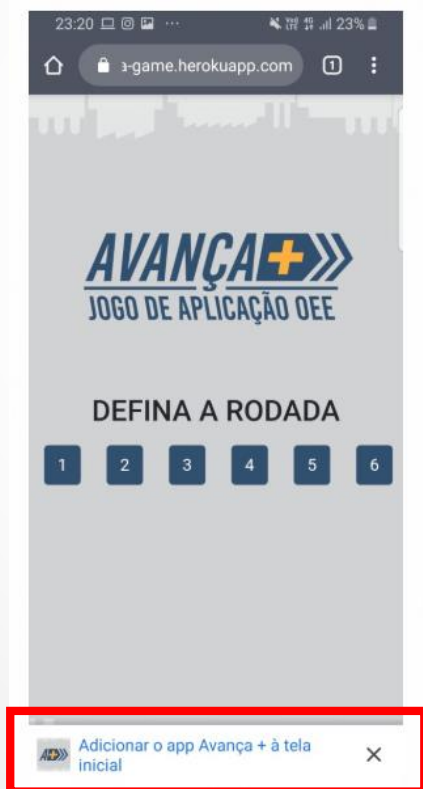 23:20 ... 23%
a-game.herokuapp.com 1
AVANÇA+
JOGO DE APLICAÇÃO OEE
DEFINA A RODADA
1 2 3 4 5 6
Adicionar o app Avança + à tela
inicial